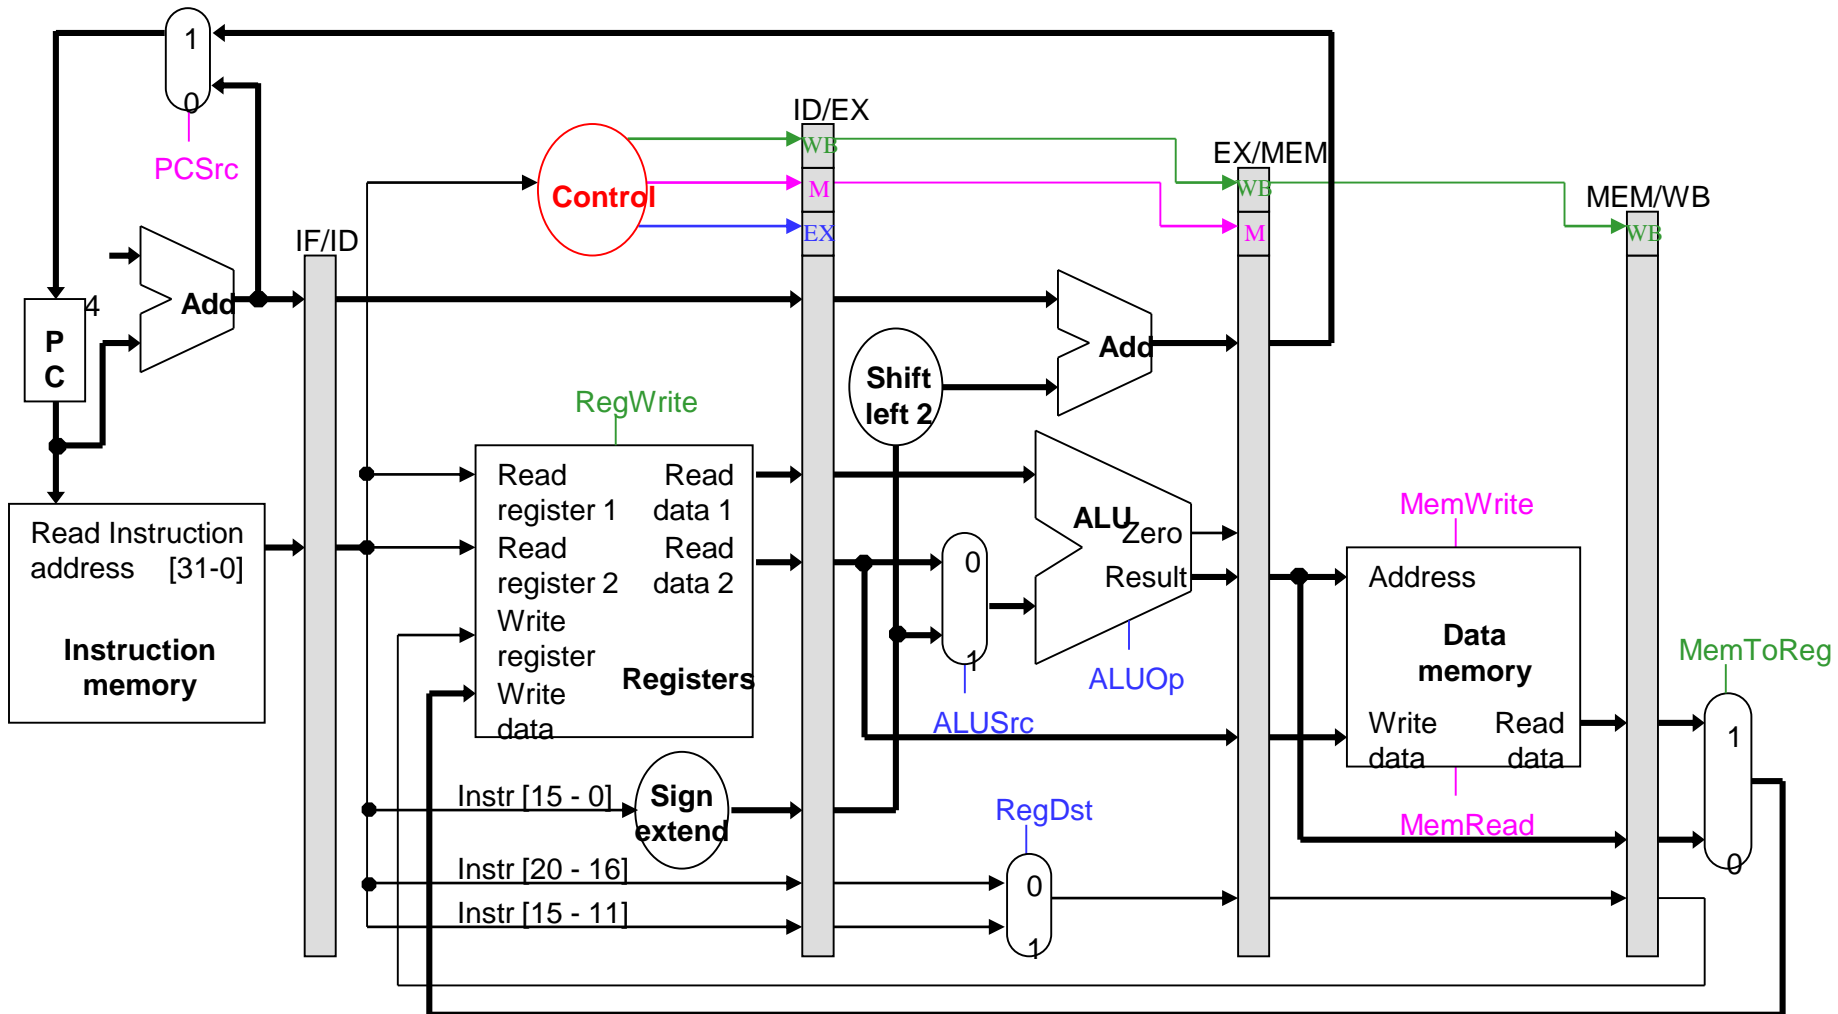 1
0
PCSrc
ID/EX
WB
M
EX
Control
EX/MEM
WB
M
MEM/WB
WB
IF/ID
4
Add
P
C
Add
Shift
left 2
RegWrite
Read
register 1
Read
data 1
Read
register 2
Read
data 2
Write
register
Write
data
Registers
Read
address
Instruction
[31-0]
Instruction
memory
0
1
ALUSrc
ALU
Zero
Result
ALUOp
MemWrite
Address
Data
memory
Write
data
Read
data
MemRead
MemToReg
1
0
Instr [15 - 0]
Sign
extend
Instr [20 - 16]
Instr [15 - 11]
RegDst
0
1